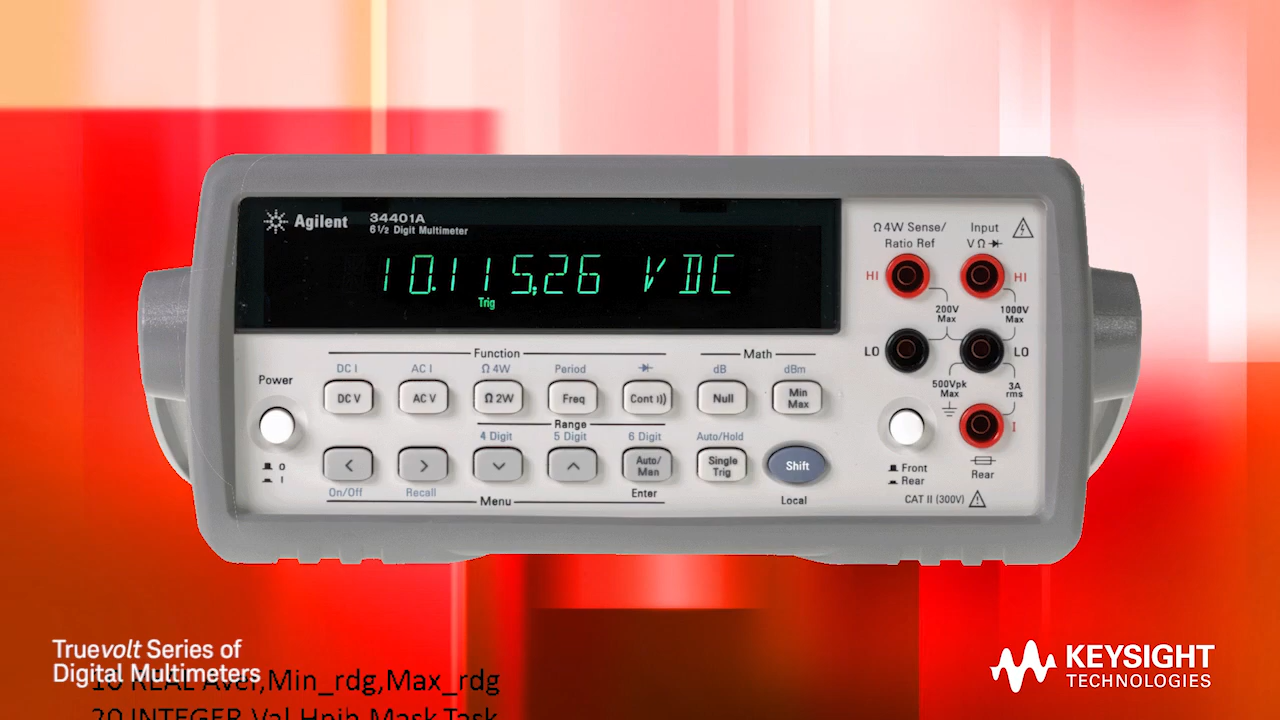 Agilent
34401A
6½ Digit Multimeter
10.115,26 VDC
Trig
Ω 4W Sense/
Ratio Ref
Input
V Ω
HI
HI
200V
Max
1000V
Max
LO
LO
500Vpk
Max
3A
rms
I
Front
Rear
Rear
CAT II (300V)
Power
0
1
Function
Math
DC I
AC I
Ω 4W
Period
dB
dBm
DC V
AC V
Ω 2W
Freq
Cont
Null
Min
Max
Range
4 Digit
5 Digit
6 Digit
Auto/Hold
<
>
Auto/
Man
Single
Trig
Shift
On/Off
Recall
Enter
Local
Menu
Truevolt Series of
Digital Multimeters
10 REAL Aver,Min_rdg,Max_rdg
20 INTEGER
KEYSIGHT
TECHNOLOGIES